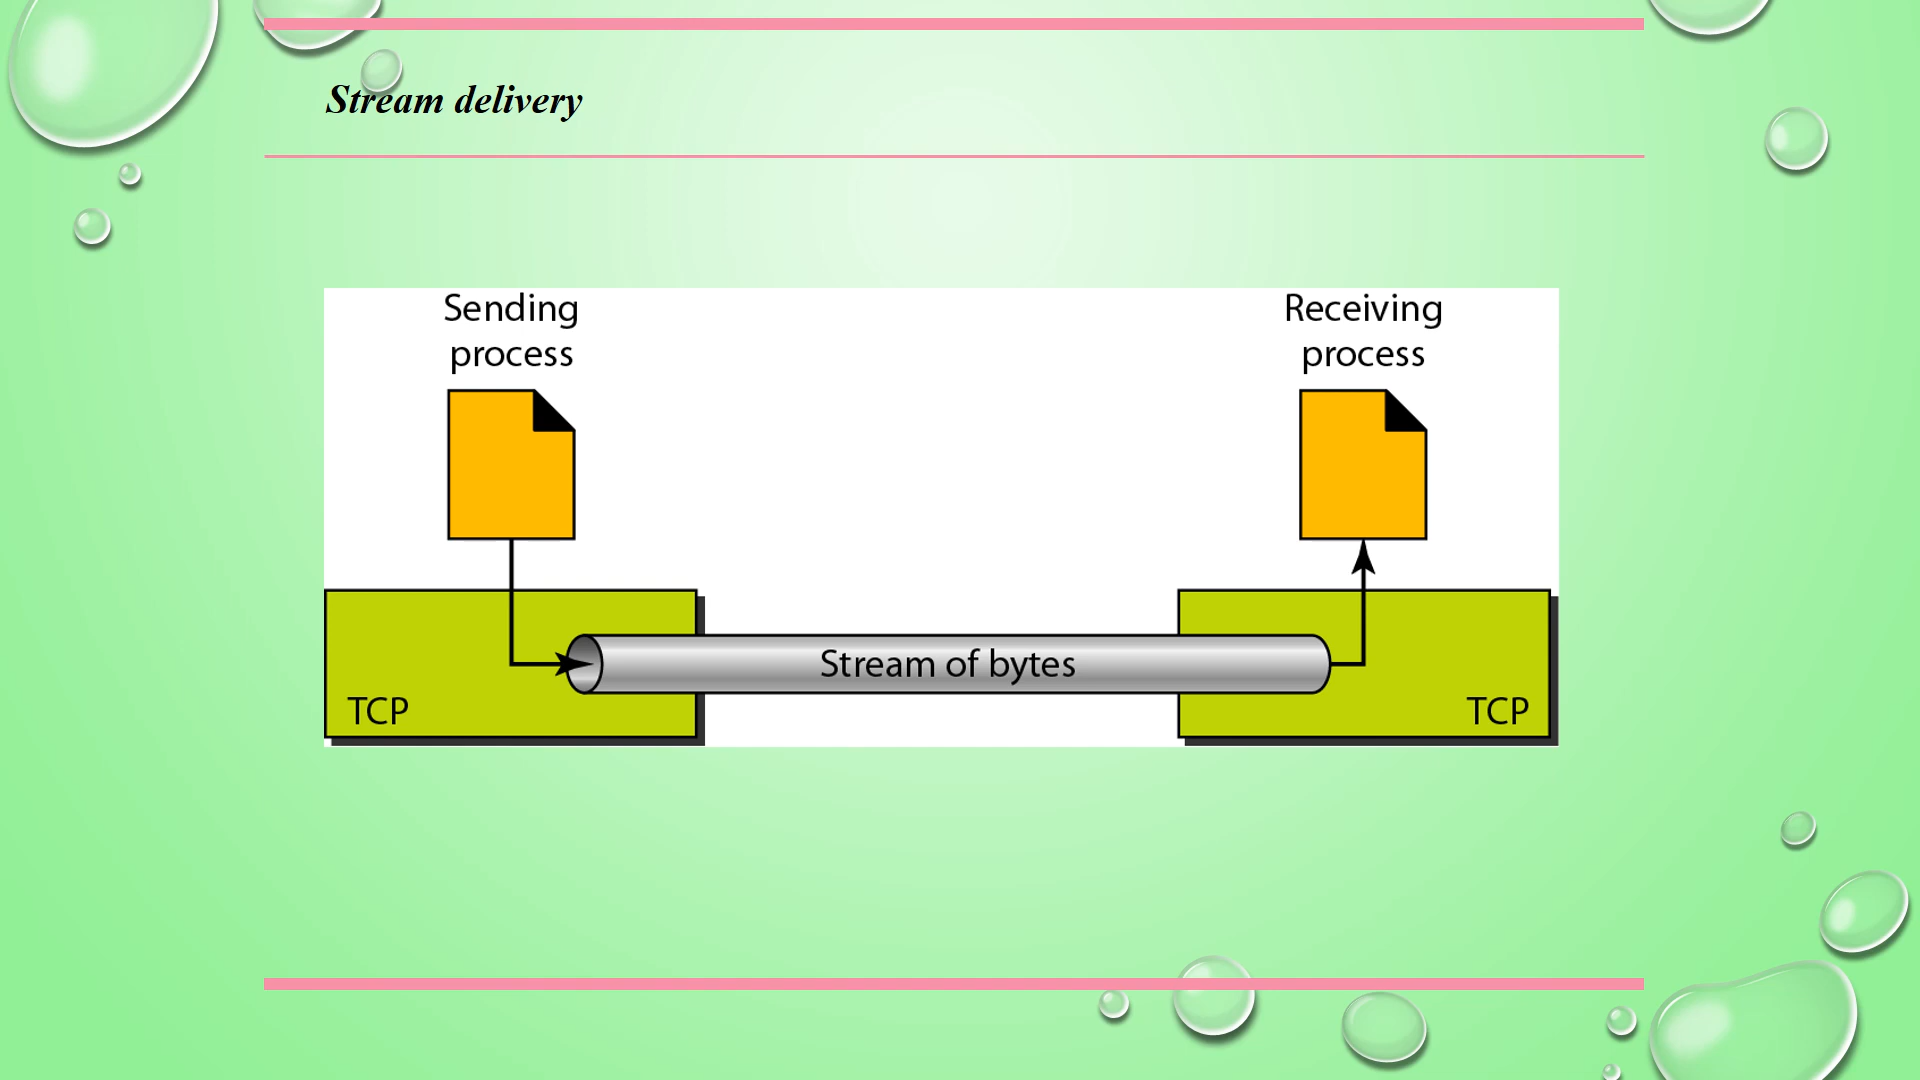 Stream delivery
Sending
process
Receiving
process
Stream of bytes
TCP
TCP